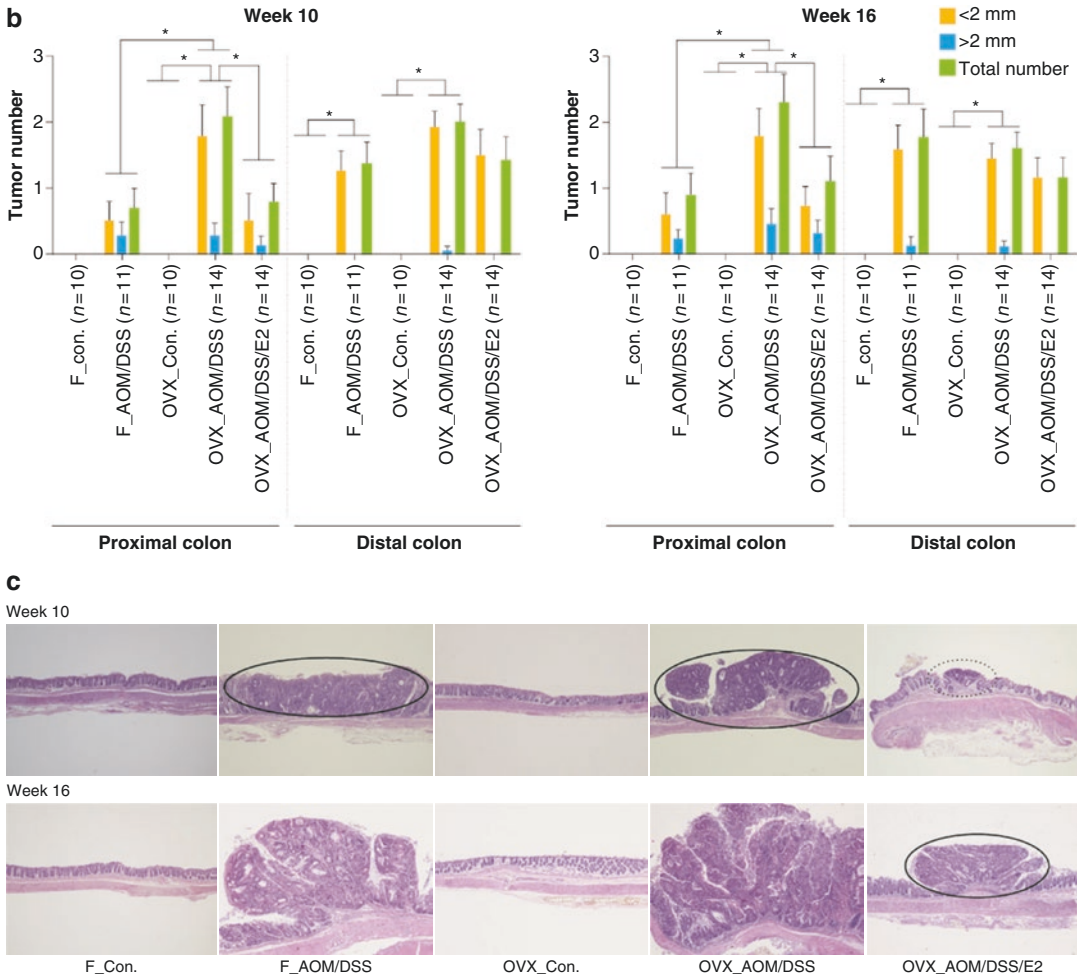 b
Week 10
Week 16
<2 mm
>2 mm
Total number
Tumor number
3
2
1
0
*
*
*
*
*
F_con. (n=10)
F_AOM/DSS (n=11)
OVX_Con. (n=10)
OVX_AOM/DSS (n=14)
OVX_AOM/DSS/E2 (n=14)
F_con. (n=10)
F_AOM/DSS (n=11)
OVX_Con. (n=10)
OVX_AOM/DSS (n=14)
OVX_AOM/DSS/E2 (n=14)
Proximal colon
Distal colon
Tumor number
3
2
1
0
*
*
*
*
*
F_con. (n=10)
F_AOM/DSS (n=11)
OVX_Con. (n=10)
OVX_AOM/DSS (n=14)
OVX_AOM/DSS/E2 (n=14)
F_con. (n=10)
F_AOM/DSS (n=11)
OVX_Con. (n=10)
OVX_AOM/DSS (n=14)
OVX_AOM/DSS/E2 (n=14)
Proximal colon
Distal colon
c
Week 10
Week 16
F_Con.
F_AOM/DSS
OVX_Con.
OVX_AOM/DSS
OVX_AOM/DSS/E2